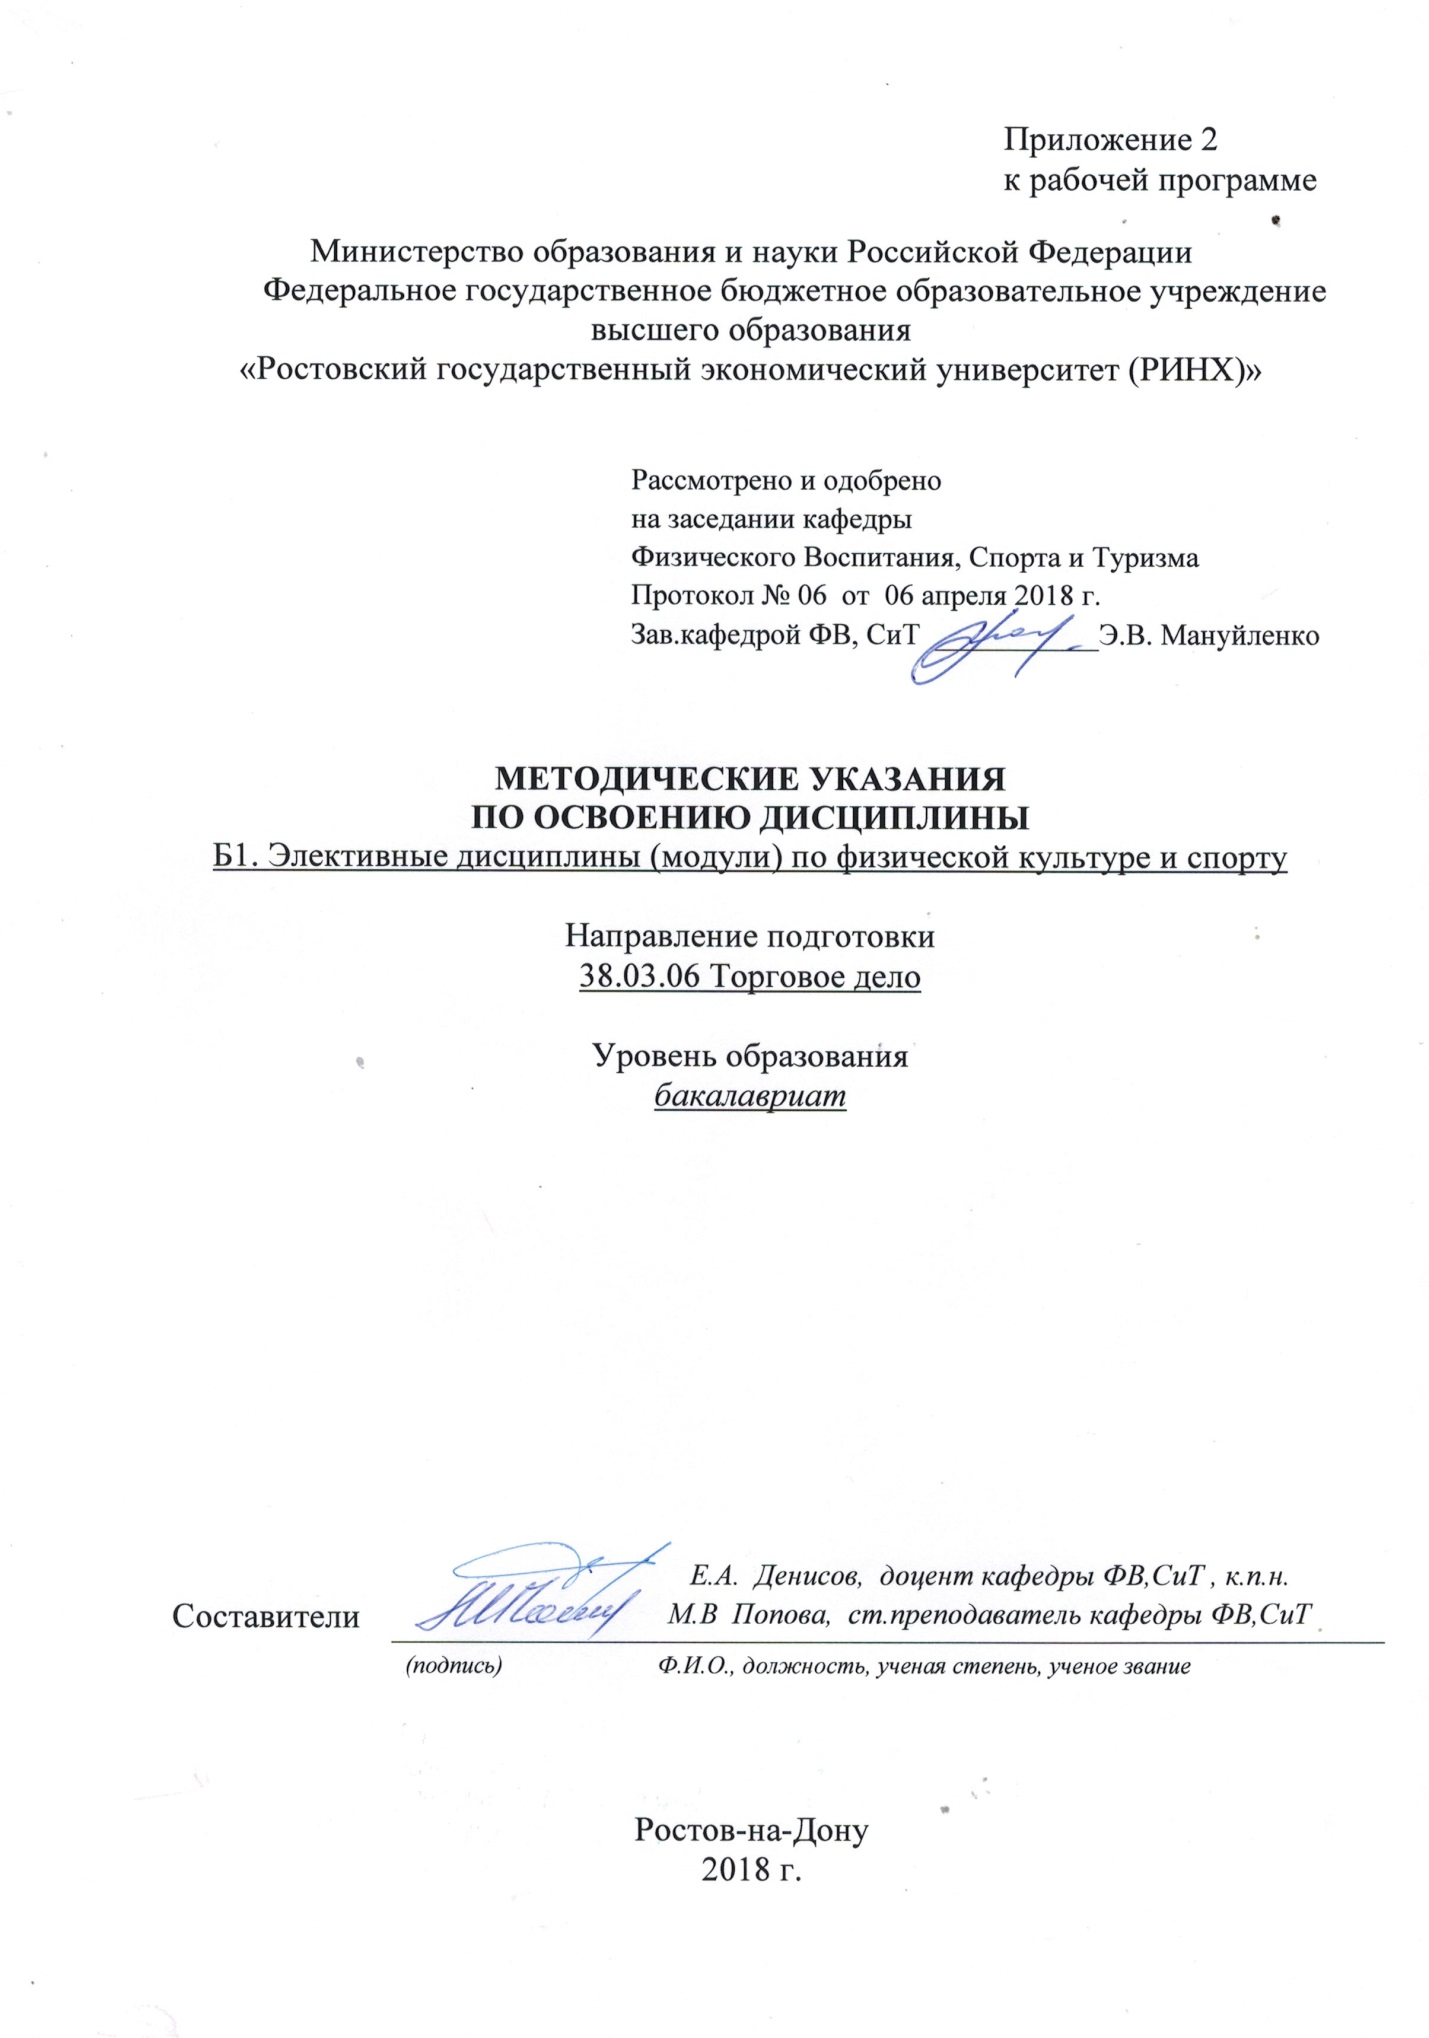 Приложение 2
к рабочей программе
Министерство образования и науки Российской Федерации
Федеральное государственное бюджетное образовательное учреждение
высшего образования
«Ростовский государственный экономический университет (РИНХ)»
Рассмотрено и одобрено
на заседании кафедры
Физического Воспитания, Спорта и Туризма
Протокол № 06 от 06 апреля 2018 г.
Зав.кафедрой ФВ, СиТ ____________Э.В. Мануйленко
МЕТОДИЧЕСКИЕ УКАЗАНИЯ
ПО ОСВОЕНИЮ ДИСЦИПЛИНЫ
Б1. Элективные дисциплины (модули) по физической культуре и спорту
Направление подготовки
38.03.06 Торговое дело
Уровень образования
бакалавриат
Е.А. Денисов, доцент кафедры ФВ,СиТ , к.п.н.
Составители М.В Попова, ст.преподаватель кафедры ФВ,СиТ
(подпись) Ф.И.О., должность, ученая степень, ученое звание
Ростов-на-Дону
2018 г.